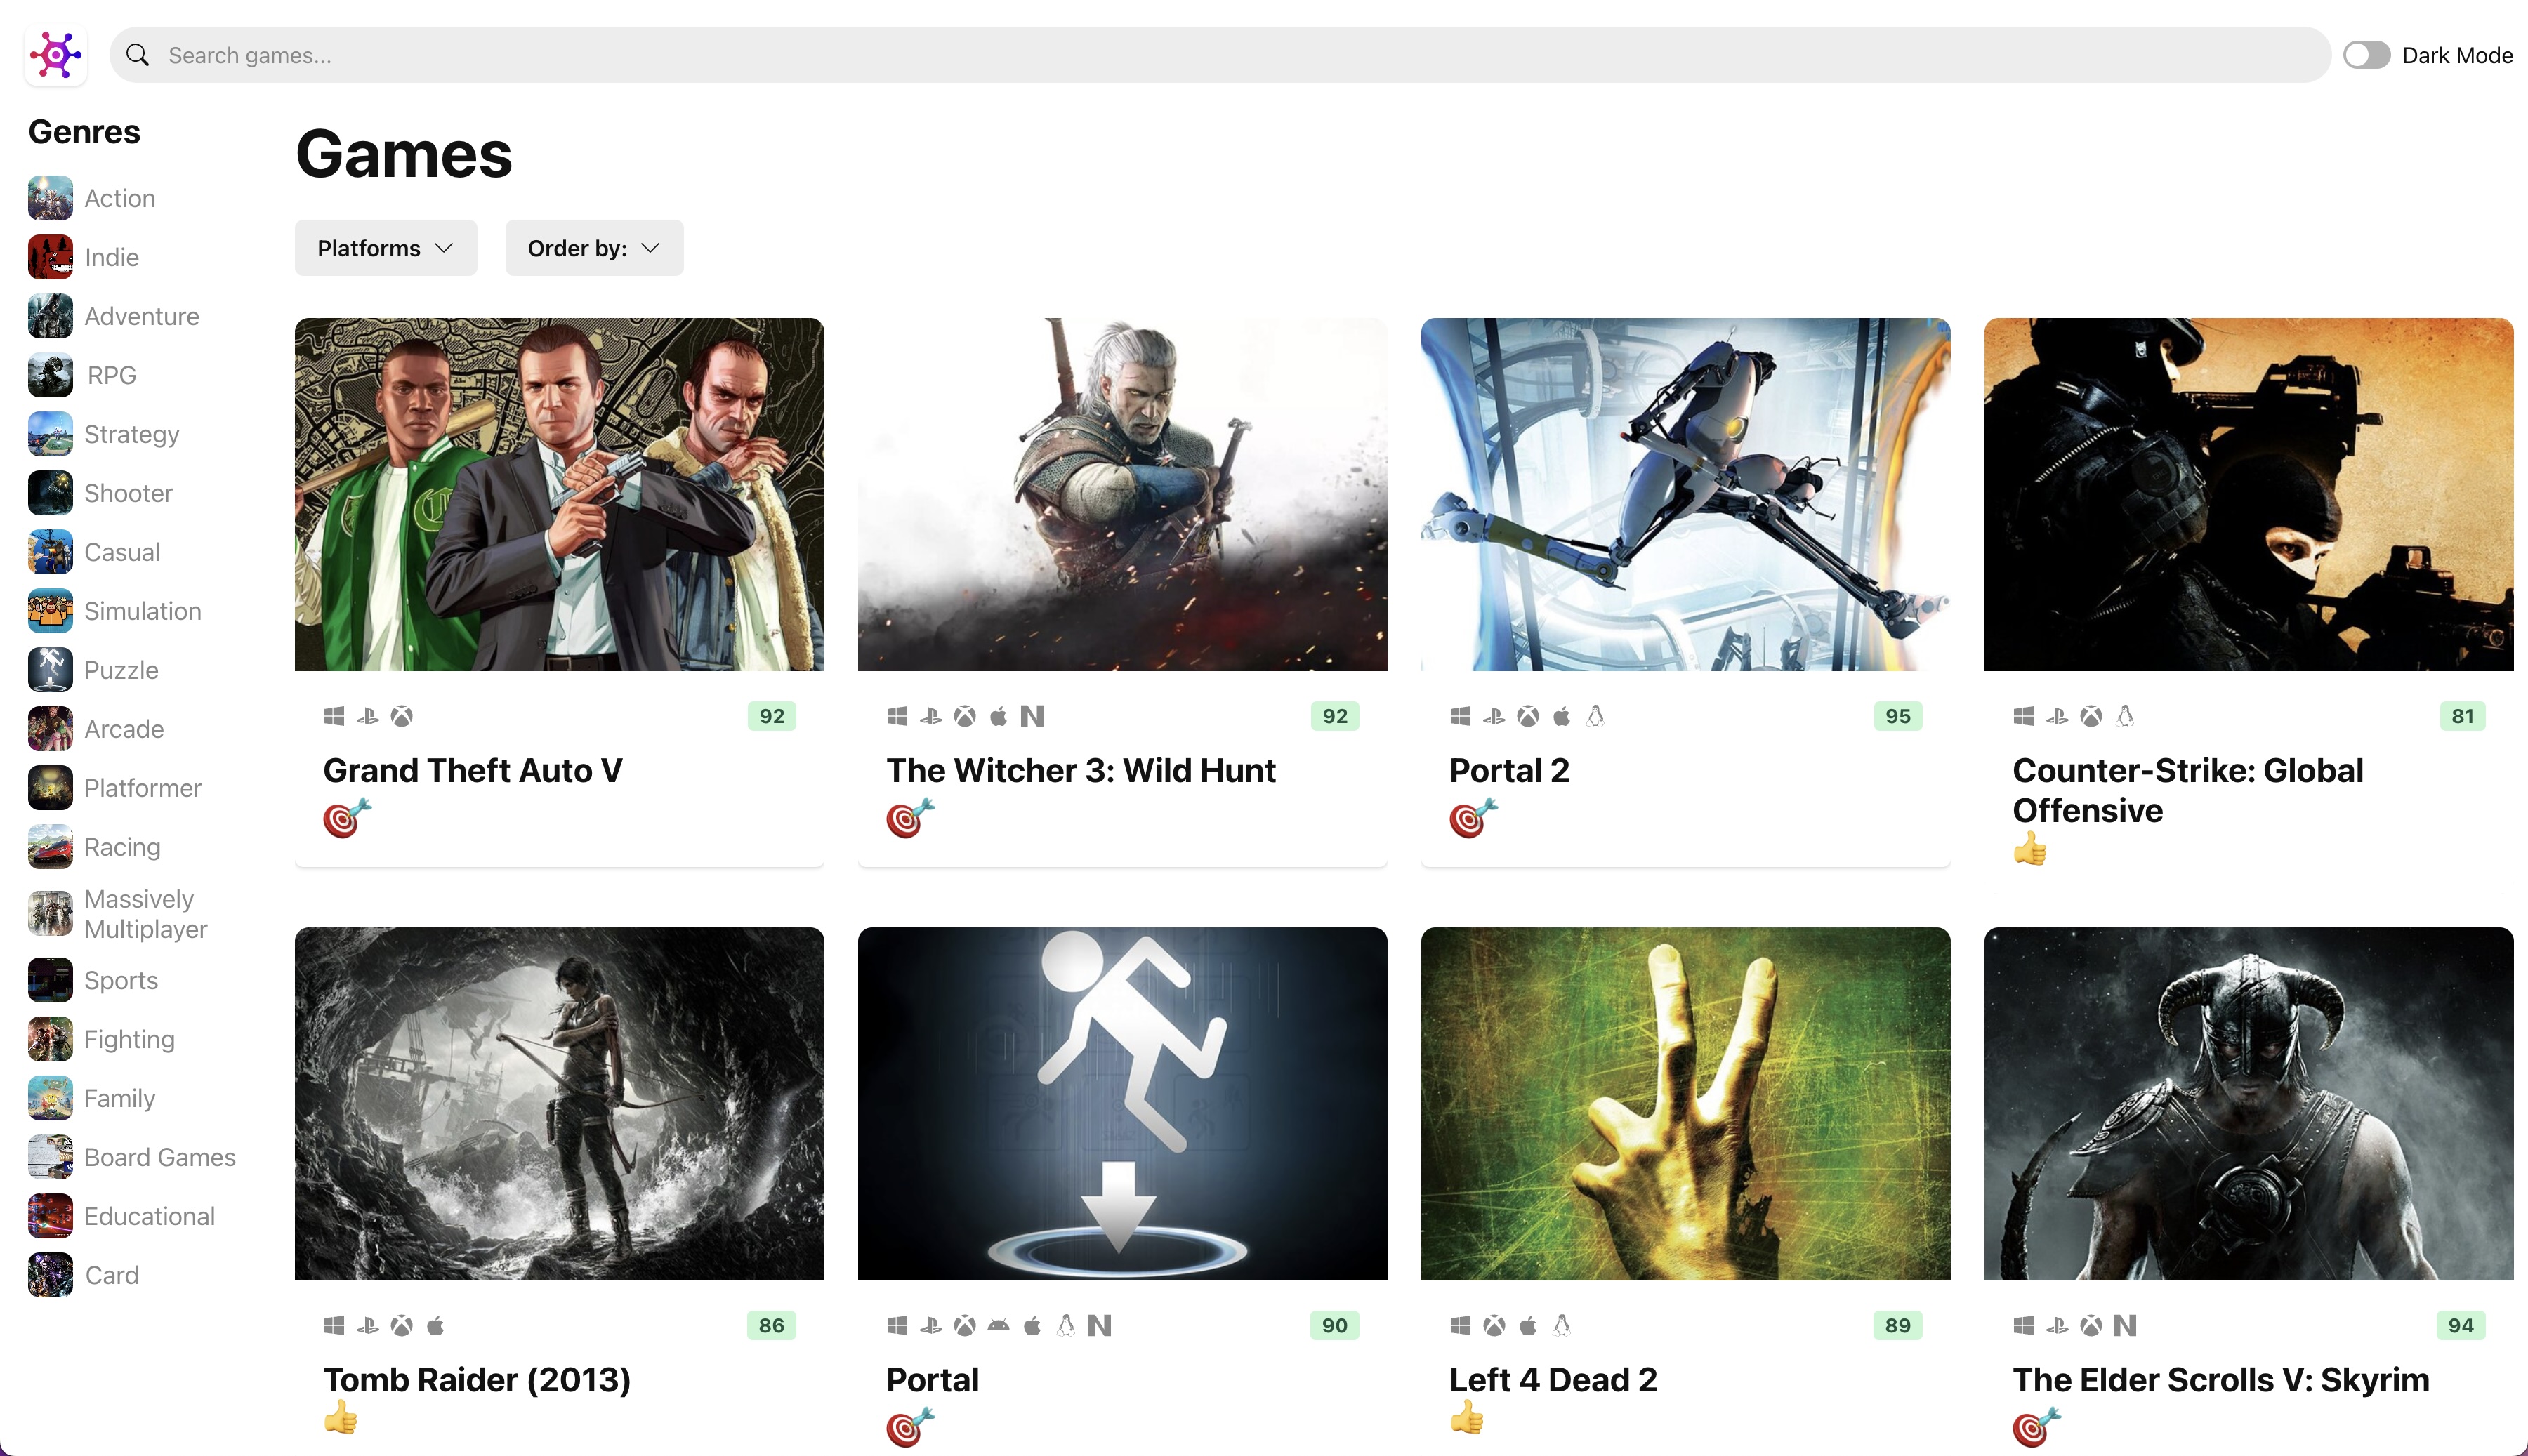 Search games...
Dark Mode
Genres
Action
Indie
Adventure
RPG
Strategy
Shooter
Casual
Simulation
Puzzle
Arcade
Platformer
Racing
Massively
Multiplayer
Sports
Fighting
Family
Board Games
Educational
Card
Games
Platforms
Order by:
92
Grand Theft Auto V
92
The Witcher 3: Wild Hunt
95
Portal 2
81
Counter-Strike: Global
Offensive
86
Tomb Raider (2013)
90
Portal
89
Left 4 Dead 2
94
The Elder Scrolls V: Skyrim